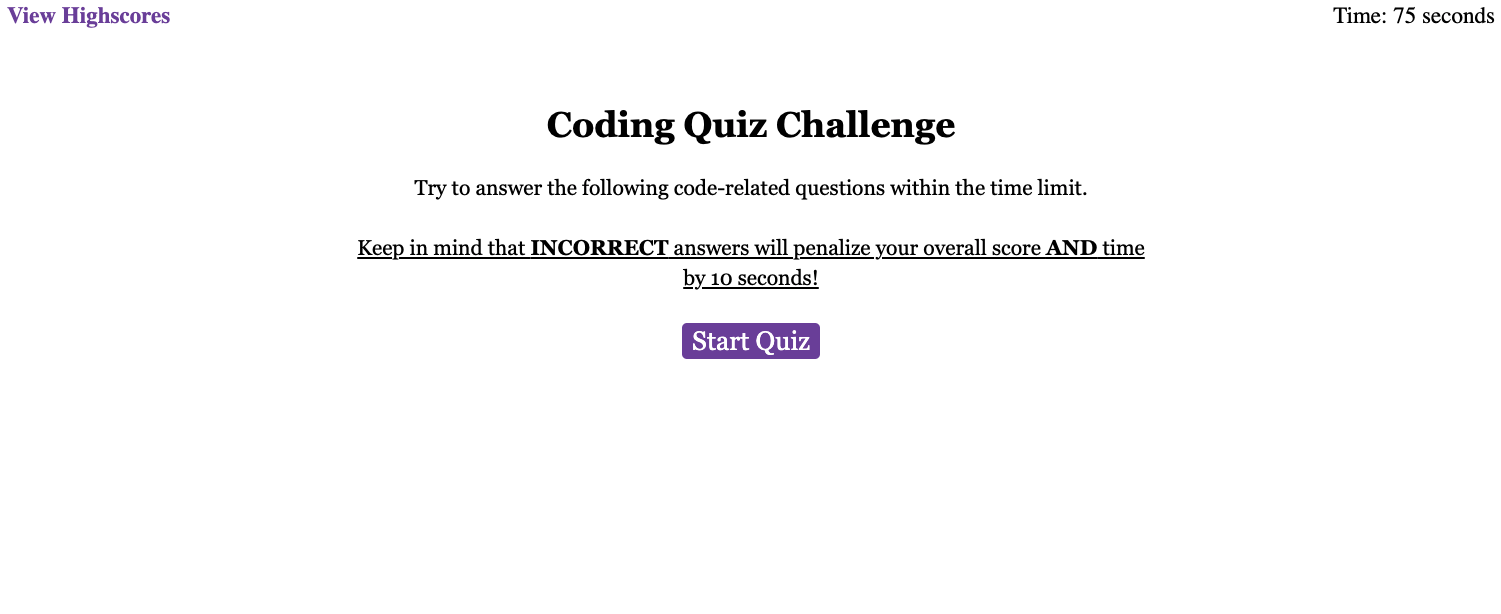 View Highscores
Time: 75 seconds
Coding Quiz Challenge
Try to answer the following code-related questions within the time limit.
Keep in mind that INCORRECT answers will penalize your overall score AND time
by 10 seconds!
Start Quiz